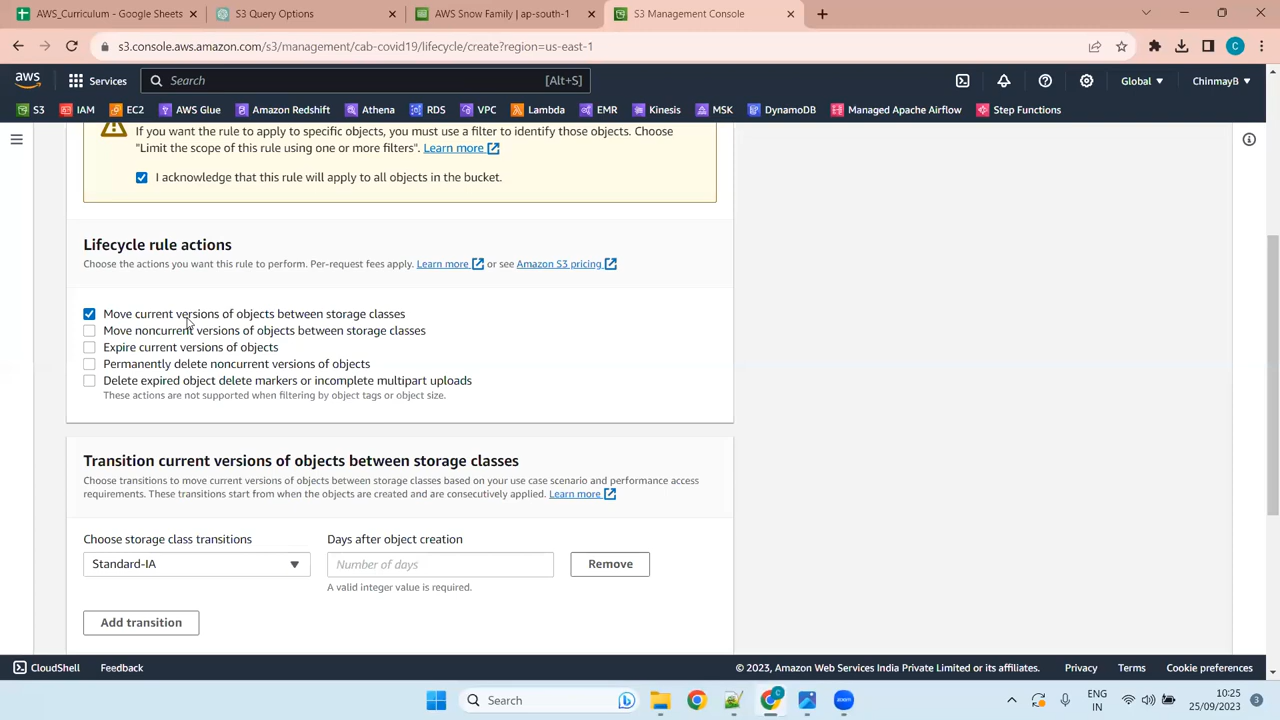 AWS_Curriculum - Google Sheets
S3 Query Options
AWS Snow Family | ap-south-1
S3 Management Console
s3.console.aws.amazon.com/s3/management/cab-covid19/lifecycle/create?region=us-east-1
C
aws
Services
Search
[Alt+S]
Global
ChinmayB
S3
IAM
EC2
AWS Glue
Amazon Redshift
Athena
RDS
VPC
Lambda
EMR
Kinesis
MSK
DynamoDB
Managed Apache Airflow
Step Functions
If you want the rule to apply to specific objects, you must use a filter to identify those objects. Choose
"Limit the scope of this rule using one or more filters". Learn more
I acknowledge that this rule will apply to all objects in the bucket.
Lifecycle rule actions
Choose the actions you want this rule to perform. Per-request fees apply. Learn more or see Amazon S3 pricing
Move current versions of objects between storage classes
Move noncurrent versions of objects between storage classes
Expire current versions of objects
Permanently delete noncurrent versions of objects
Delete expired object delete markers or incomplete multipart uploads
These actions are not supported when filtering by object tags or object size.
Transition current versions of objects between storage classes
Choose transitions to move current versions of objects between storage classes based on your use case scenario and performance access
requirements. These transitions start from when the objects are created and are consecutively applied. Learn more
Choose storage class transitions
Days after object creation
Standard-IA
Number of days
Remove
A valid integer value is required.
Add transition
CloudShell
Feedback
© 2023, Amazon Web Services India Private Limited or its affiliates.
Privacy
Terms
Cookie preferences
Search
C
zoom
ENG
IN
10:25
25/09/2023
3